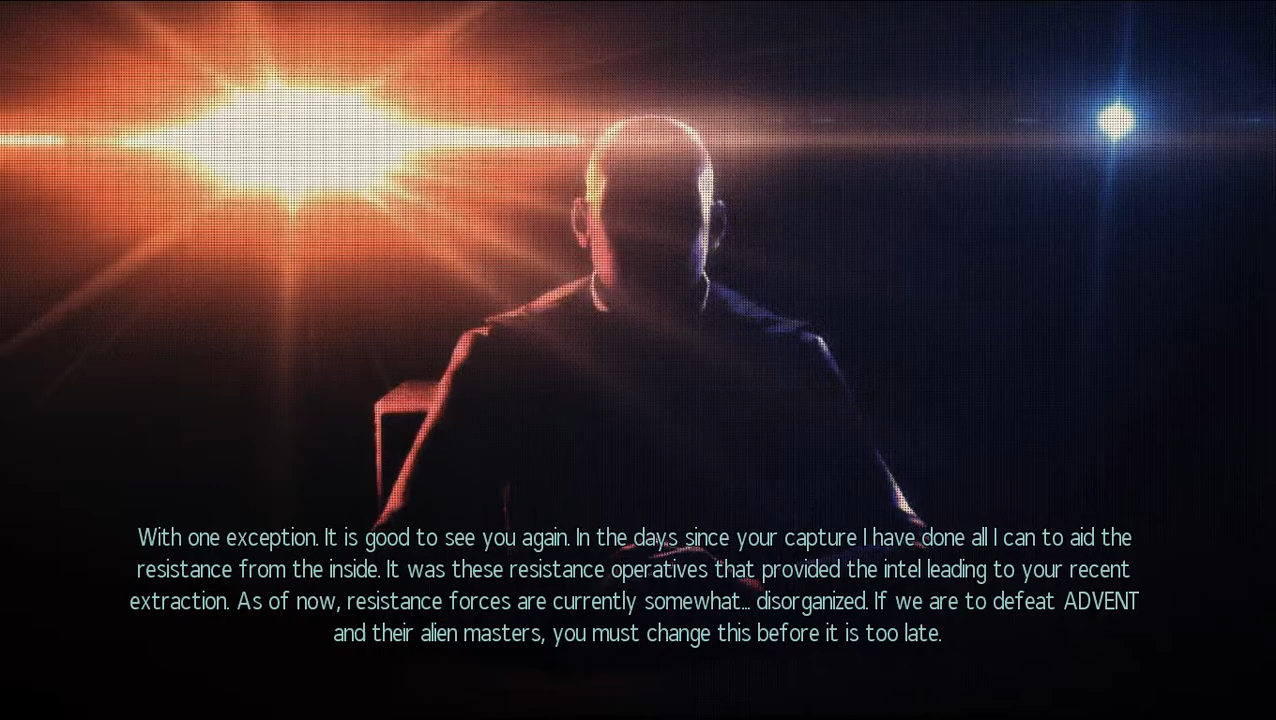 With one exception. It is good to see you again. In the days since your capture I have done all I can to aid the
resistance from the inside. It was these resistance operatives that provided the intel leading to your recent
extraction. As of now, resistance forces are currently somewhat... disorganized. If we are to defeat ADVENT
and their alien masters, you must change this before it is too late.